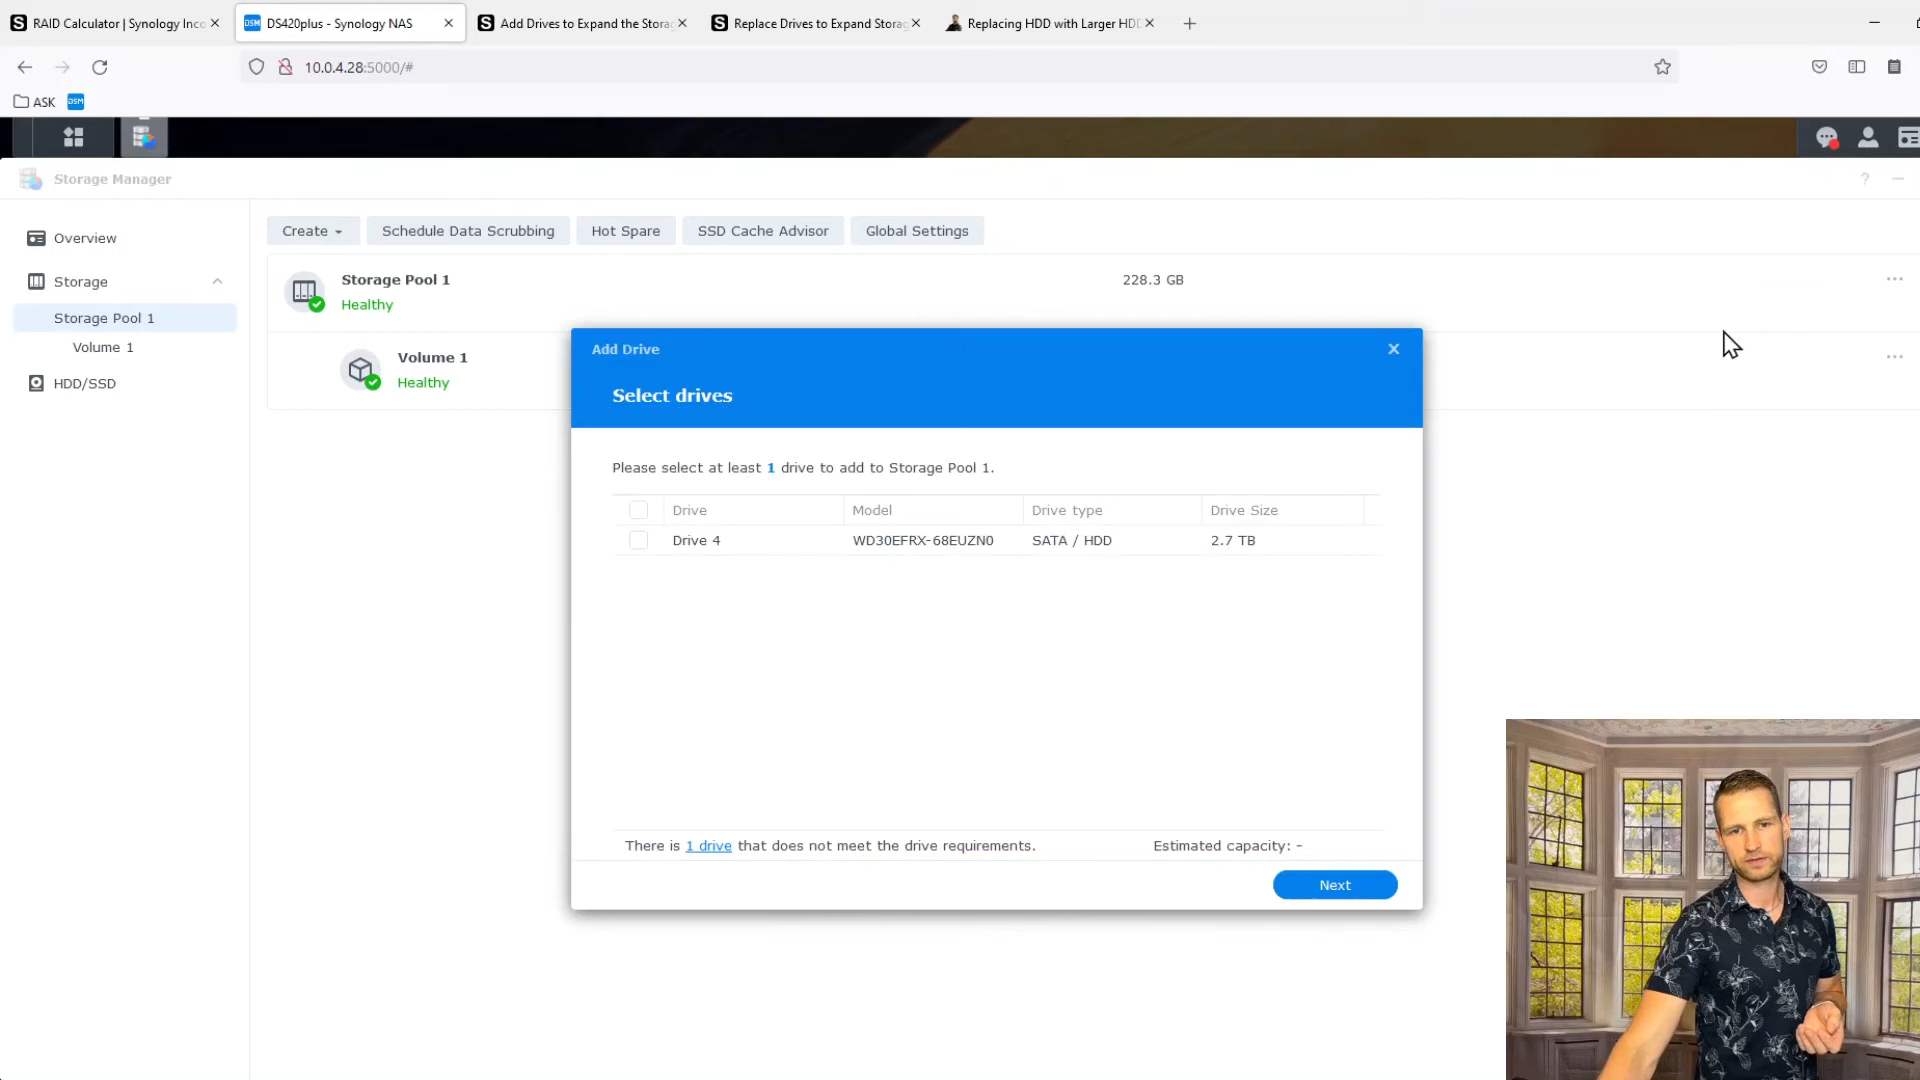 RAID Calculator | Synology Inco
DS420plus - Synology NAS
Add Drives to Expand the Storag
Replace Drives to Expand Storag
Replacing HDD with Larger HDD
10.0.4.28:5000/#
ASK
DSM
Storage Manager
?
Overview
Create
Schedule Data Scrubbing
Hot Spare
SSD Cache Advisor
Global Settings
Storage
Storage Pool 1
Volume 1
HDD/SSD
Storage Pool 1
228.3 GB
Healthy
Volume 1
Healthy
Add Drive
Select drives
Please select at least 1 drive to add to Storage Pool 1.
Drive Model Drive type Drive Size
Drive 4 WD30EFRX-68EUZN0 SATA / HDD 2.7 TB
There is 1 drive that does not meet the drive requirements. Estimated capacity: -
Next